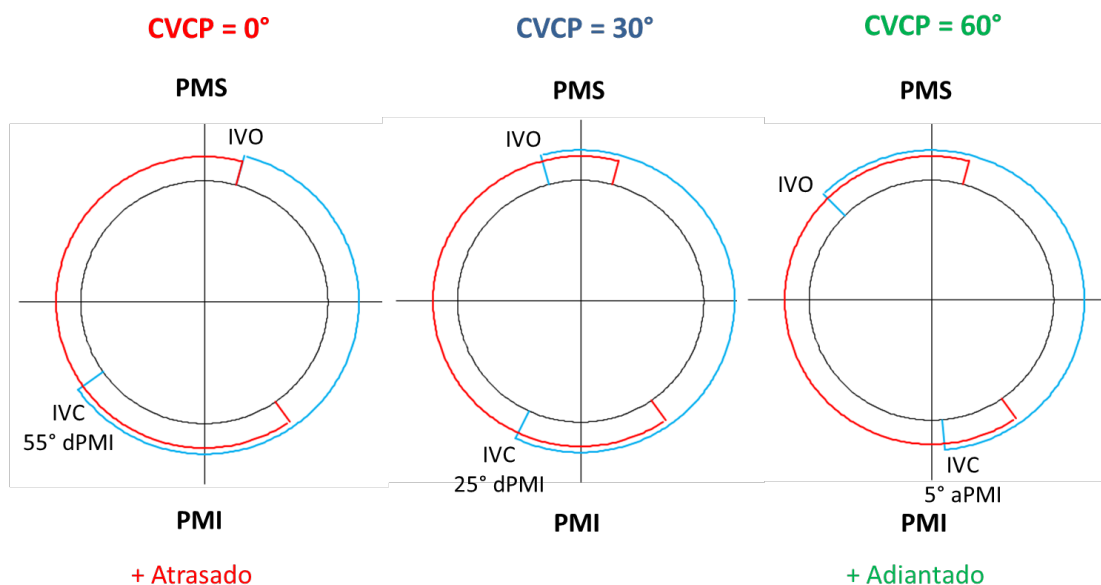 CVCP = 0°
CVCP = 30°
CVCP = 60°
PMS
PMS
PMS
IVO
IVO
IVO
IVC
55° dPMI
IVC
25° dPMI
IVC
5° aPMI
PMI
PMI
PMI
+ Atrasado
+ Adiantado